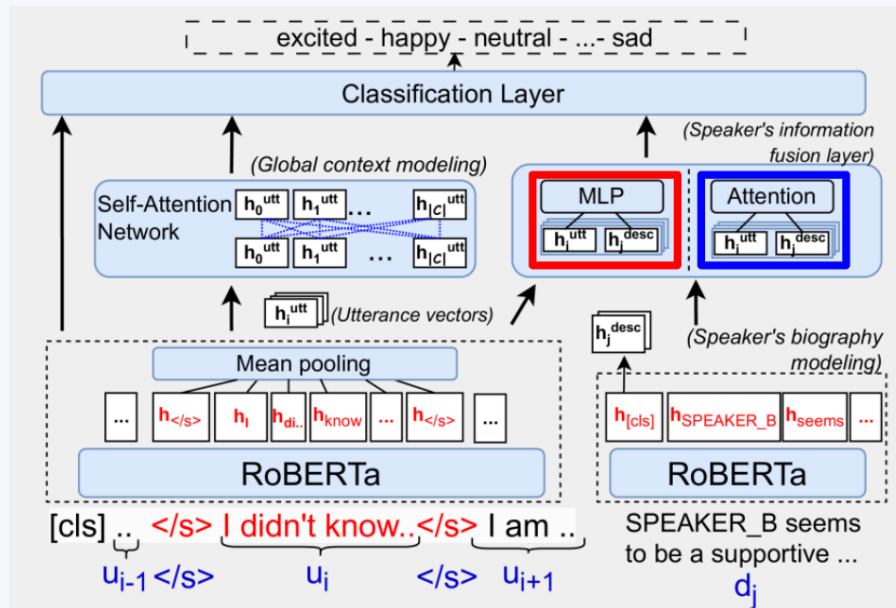 excited - happy - neutral - ...- sad
Classification Layer
(Speaker's information
fusion layer)
(Global context modeling)
Self-Attention
Network
h₀ᵘᵗᵗ h₁ᵘᵗᵗ ... h|C|ᵘᵗᵗ
h₀ᵘᵗᵗ h₁ᵘᵗᵗ ... h|C|ᵘᵗᵗ
MLP
hᵢᵘᵗᵗ hⱼᵈᵉˢᶜ
Attention
hᵢᵘᵗᵗ hⱼᵈᵉˢᶜ
hᵢᵘᵗᵗ (Utterance vectors)
hⱼᵈᵉˢᶜ
(Speaker's biography
modeling)
Mean pooling
... h</s> hI hdi.. hknow ... h</s> ...
h[cls] hSPEAKER_B hseems ...
RoBERTa
RoBERTa
[cls] .. </s> I didn't know.. </s> I am ..
uᵢ₋₁ </s> uᵢ </s> uᵢ₊₁
SPEAKER_B seems
to be a supportive ...
dⱼ